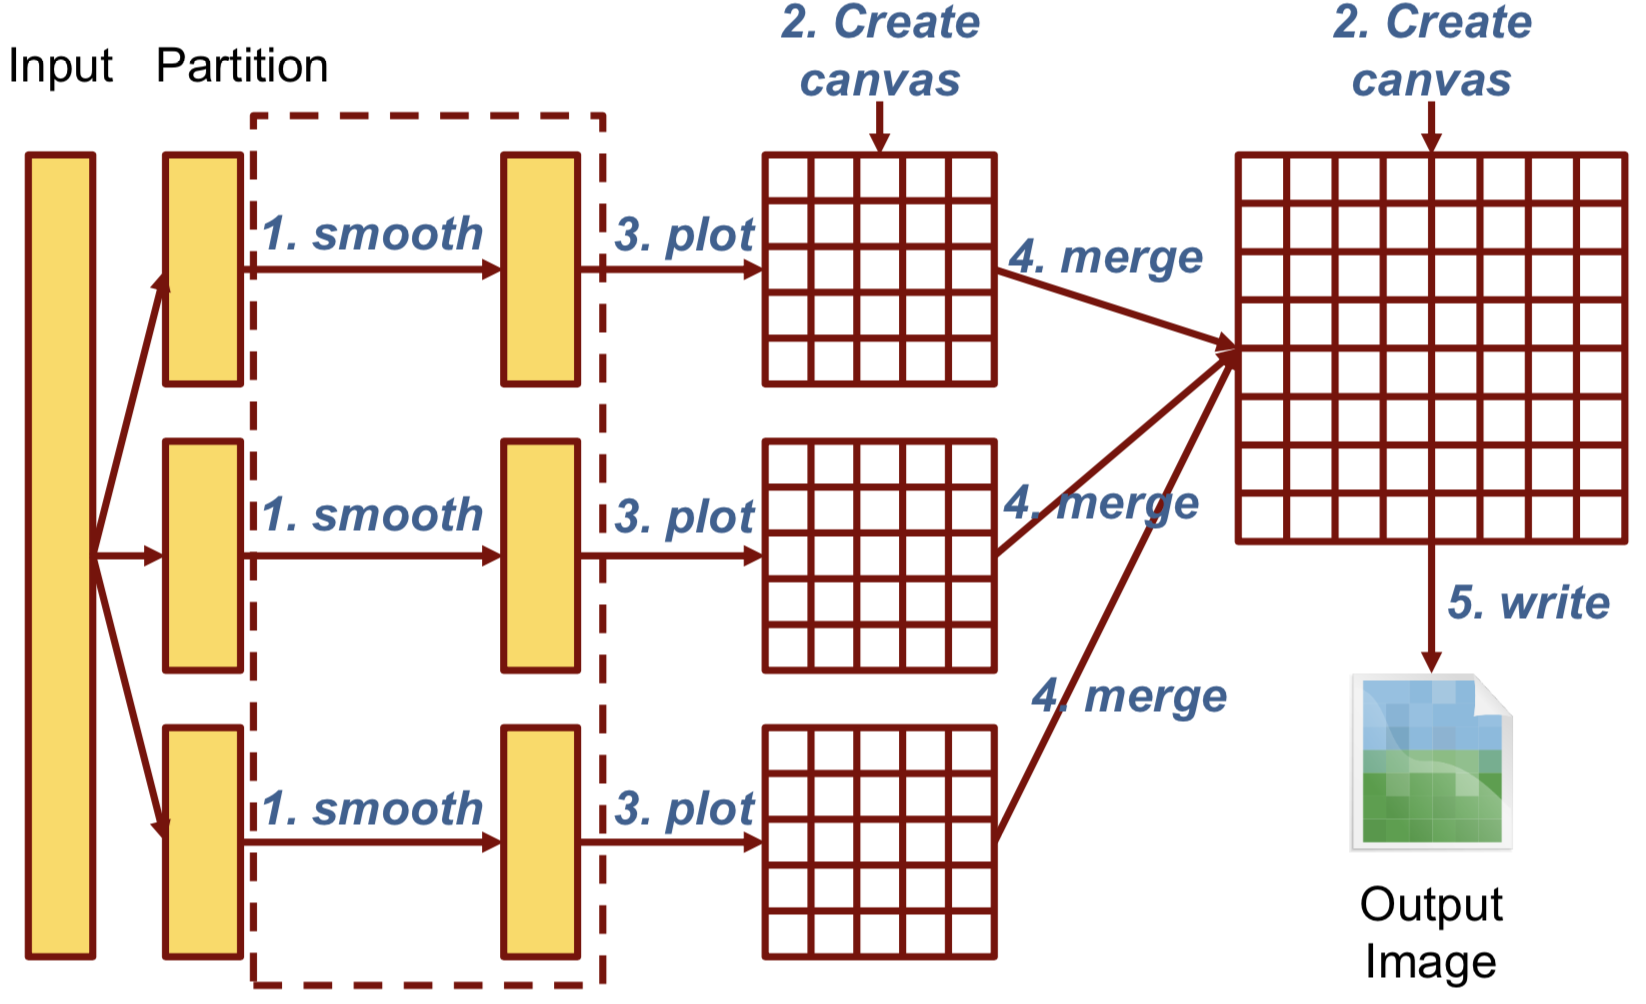 Input
Partition
2. Create
canvas
2. Create
canvas
1. smooth
3. plot
4. merge
1. smooth
3. plot
4. merge
5. write
1. smooth
3. plot
4. merge
Output
Image